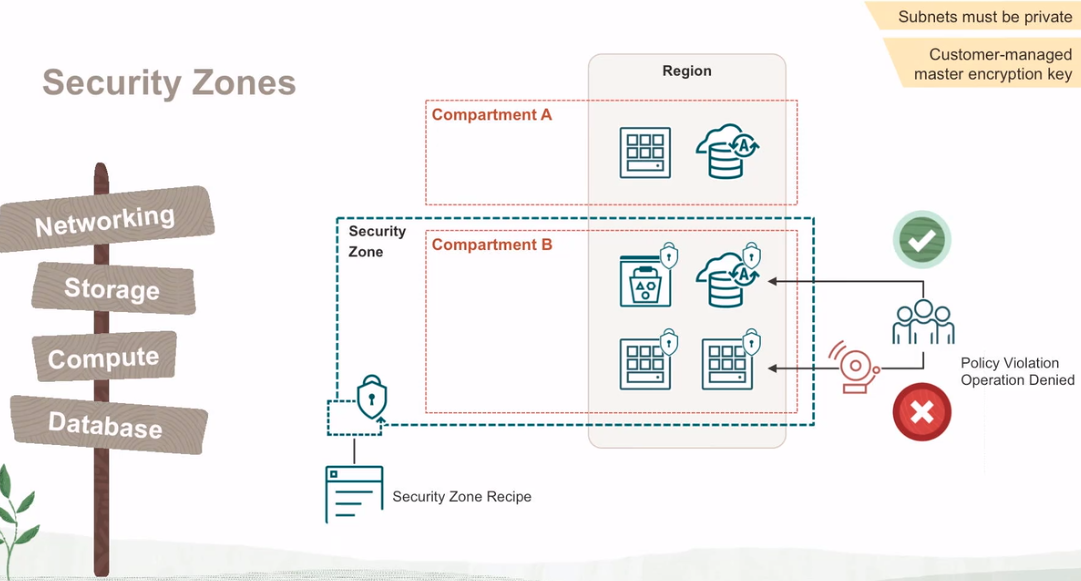 Subnets must be private
Customer-managed
master encryption key
Security Zones
Region
Compartment A
Security
Zone
Compartment B
Networking
Storage
Compute
Database
Policy Violation
Operation Denied
Security Zone Recipe
A
A